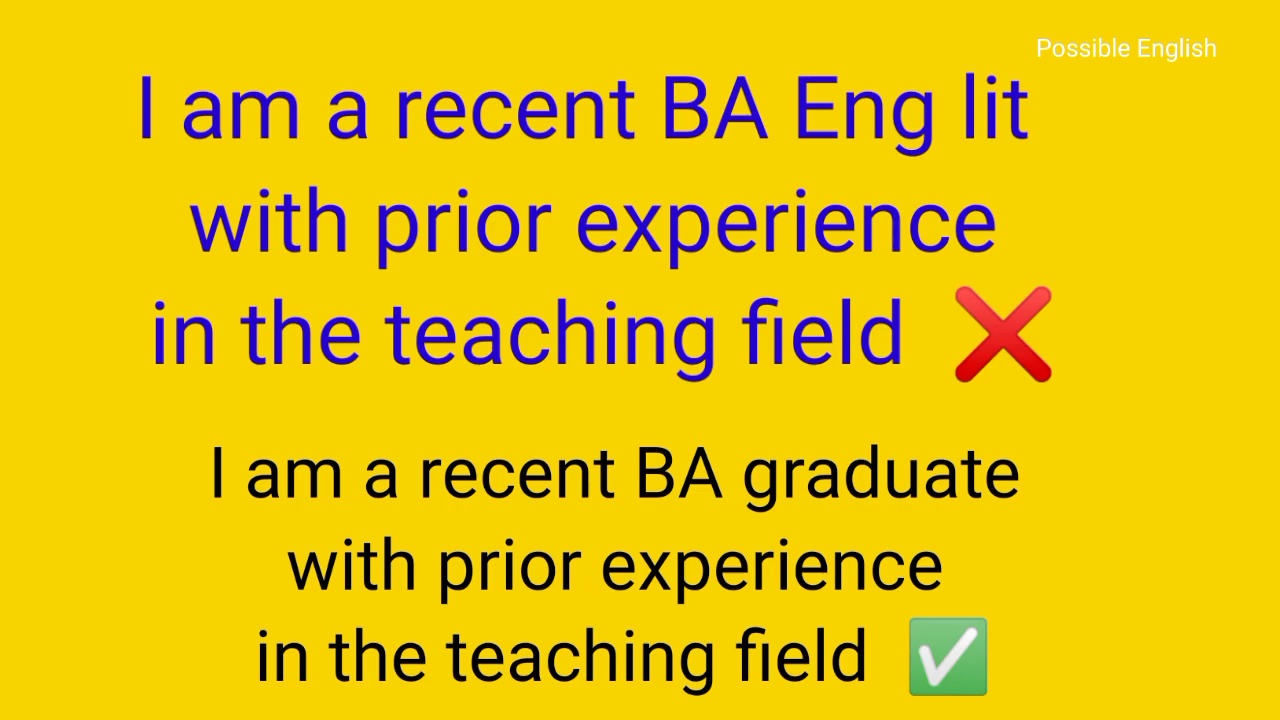 Possible English
I am a recent BA Eng lit
with prior experience
in the teaching field ❌
I am a recent BA graduate
with prior experience
in the teaching field ✅